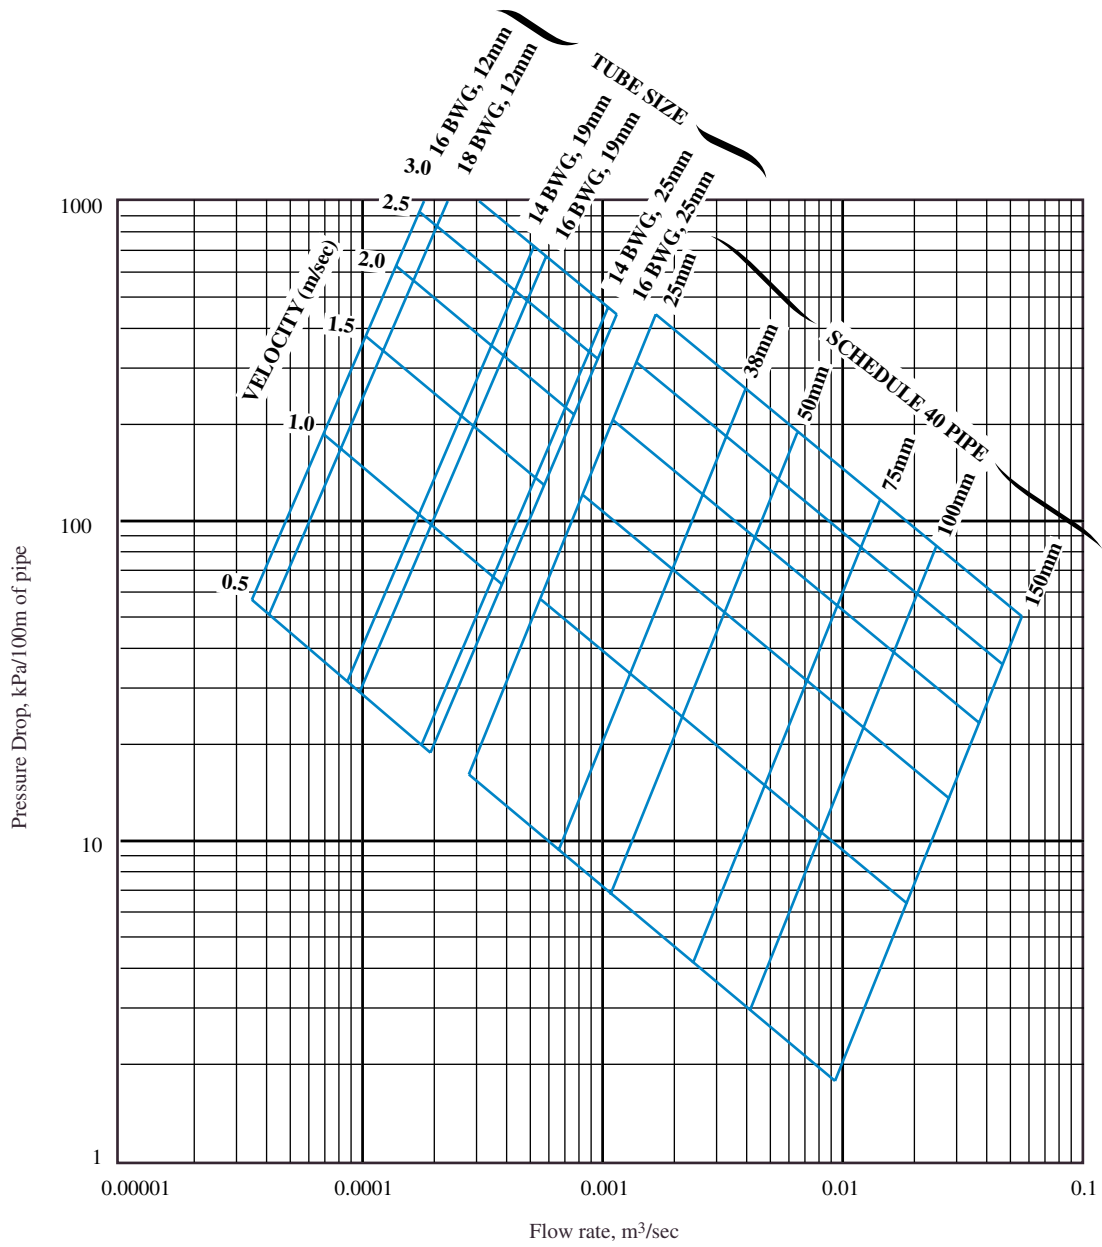 16 BWG, 12mm
18 BWG, 12mm
TUBE SIZE
14 BWG, 19mm
16 BWG, 19mm
14 BWG, 25mm
16 BWG, 25mm
25mm
38mm
50mm
SCHEDULE 40 PIPE
75mm
100mm
150mm
VELOCITY (m/sec)
3.0
2.5
2.0
1.5
1.0
0.5
1000
100
10
1
Pressure Drop, kPa/100m of pipe
0.00001
0.0001
0.001
0.01
0.1
Flow rate, m³/sec